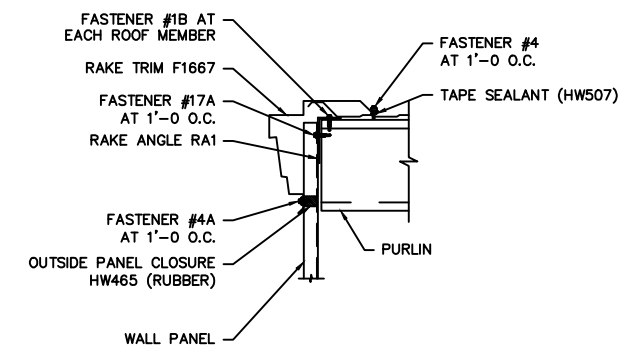 FASTENER #1B AT
EACH ROOF MEMBER
RAKE TRIM F1667
FASTENER #17A
AT 1'-0 O.C.
RAKE ANGLE RA1
FASTENER #4A
AT 1'-0 O.C.
OUTSIDE PANEL CLOSURE
HW465 (RUBBER)
WALL PANEL
FASTENER #4
AT 1'-0 O.C.
TAPE SEALANT (HW507)
PURLIN